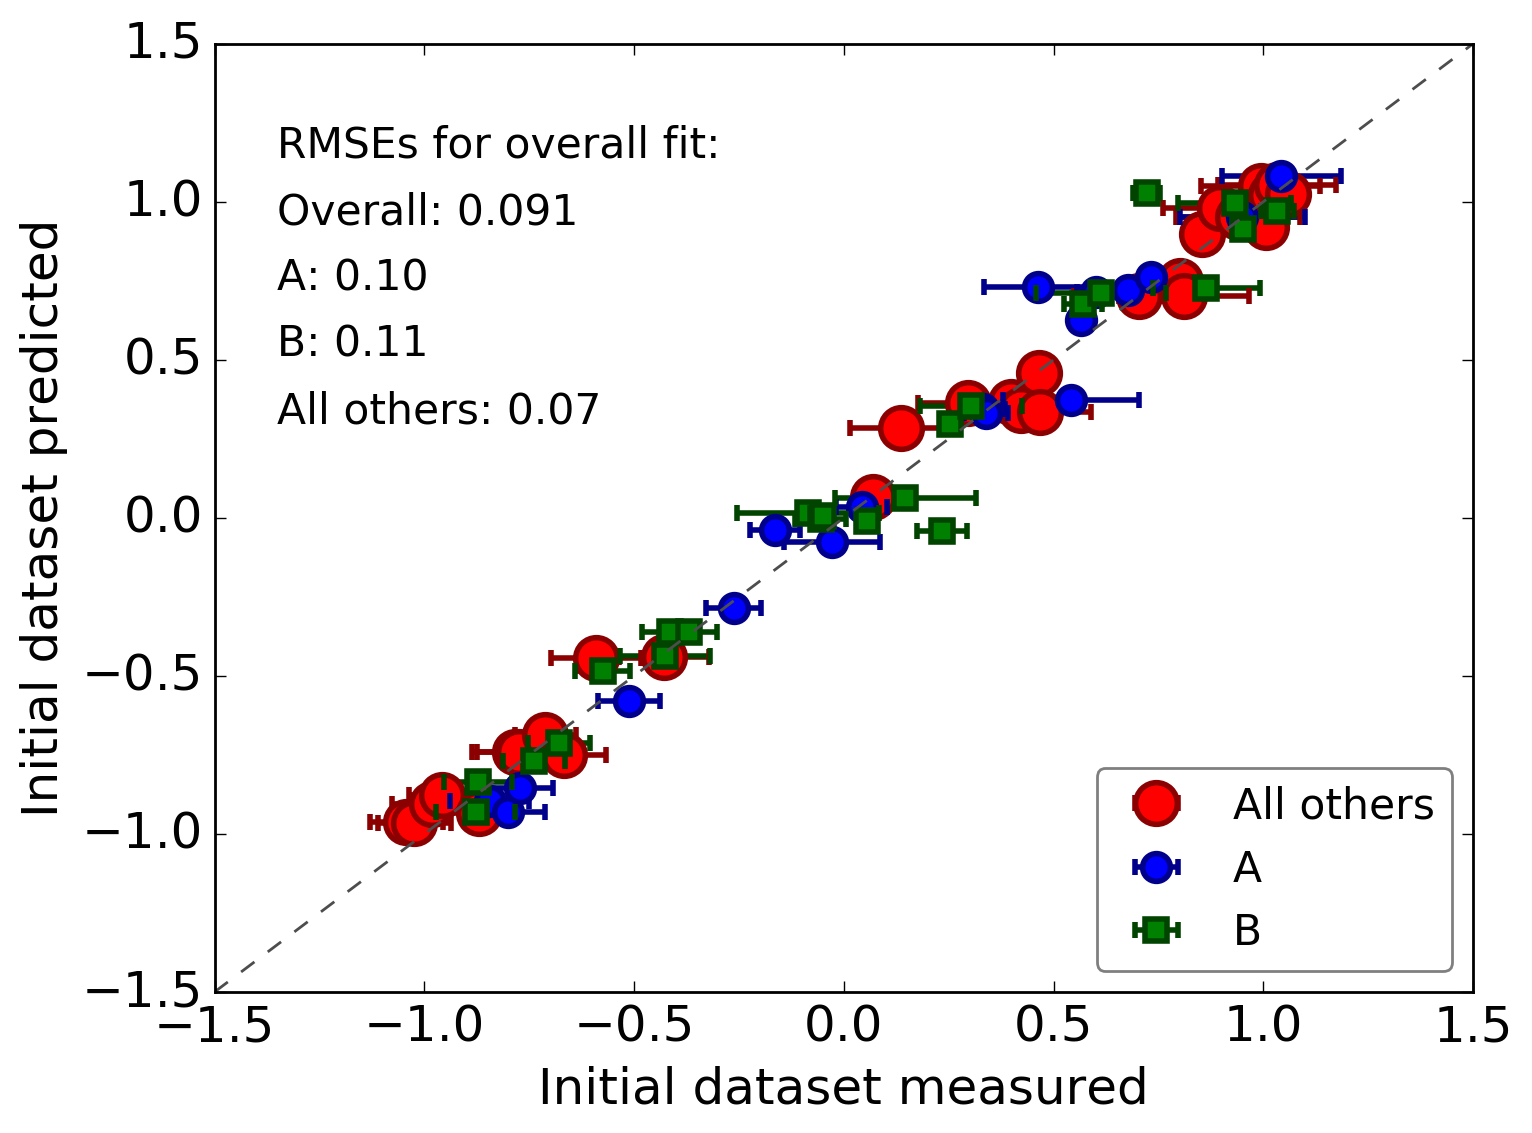 1.5
1.0
0.5
0.0
−0.5
−1.0
−1.5
Initial dataset predicted
RMSEs for overall fit:
Overall: 0.091
A: 0.10
B: 0.11
All others: 0.07
All others
A
B
−1.5
−1.0
−0.5
0.0
0.5
1.0
1.5
Initial dataset measured